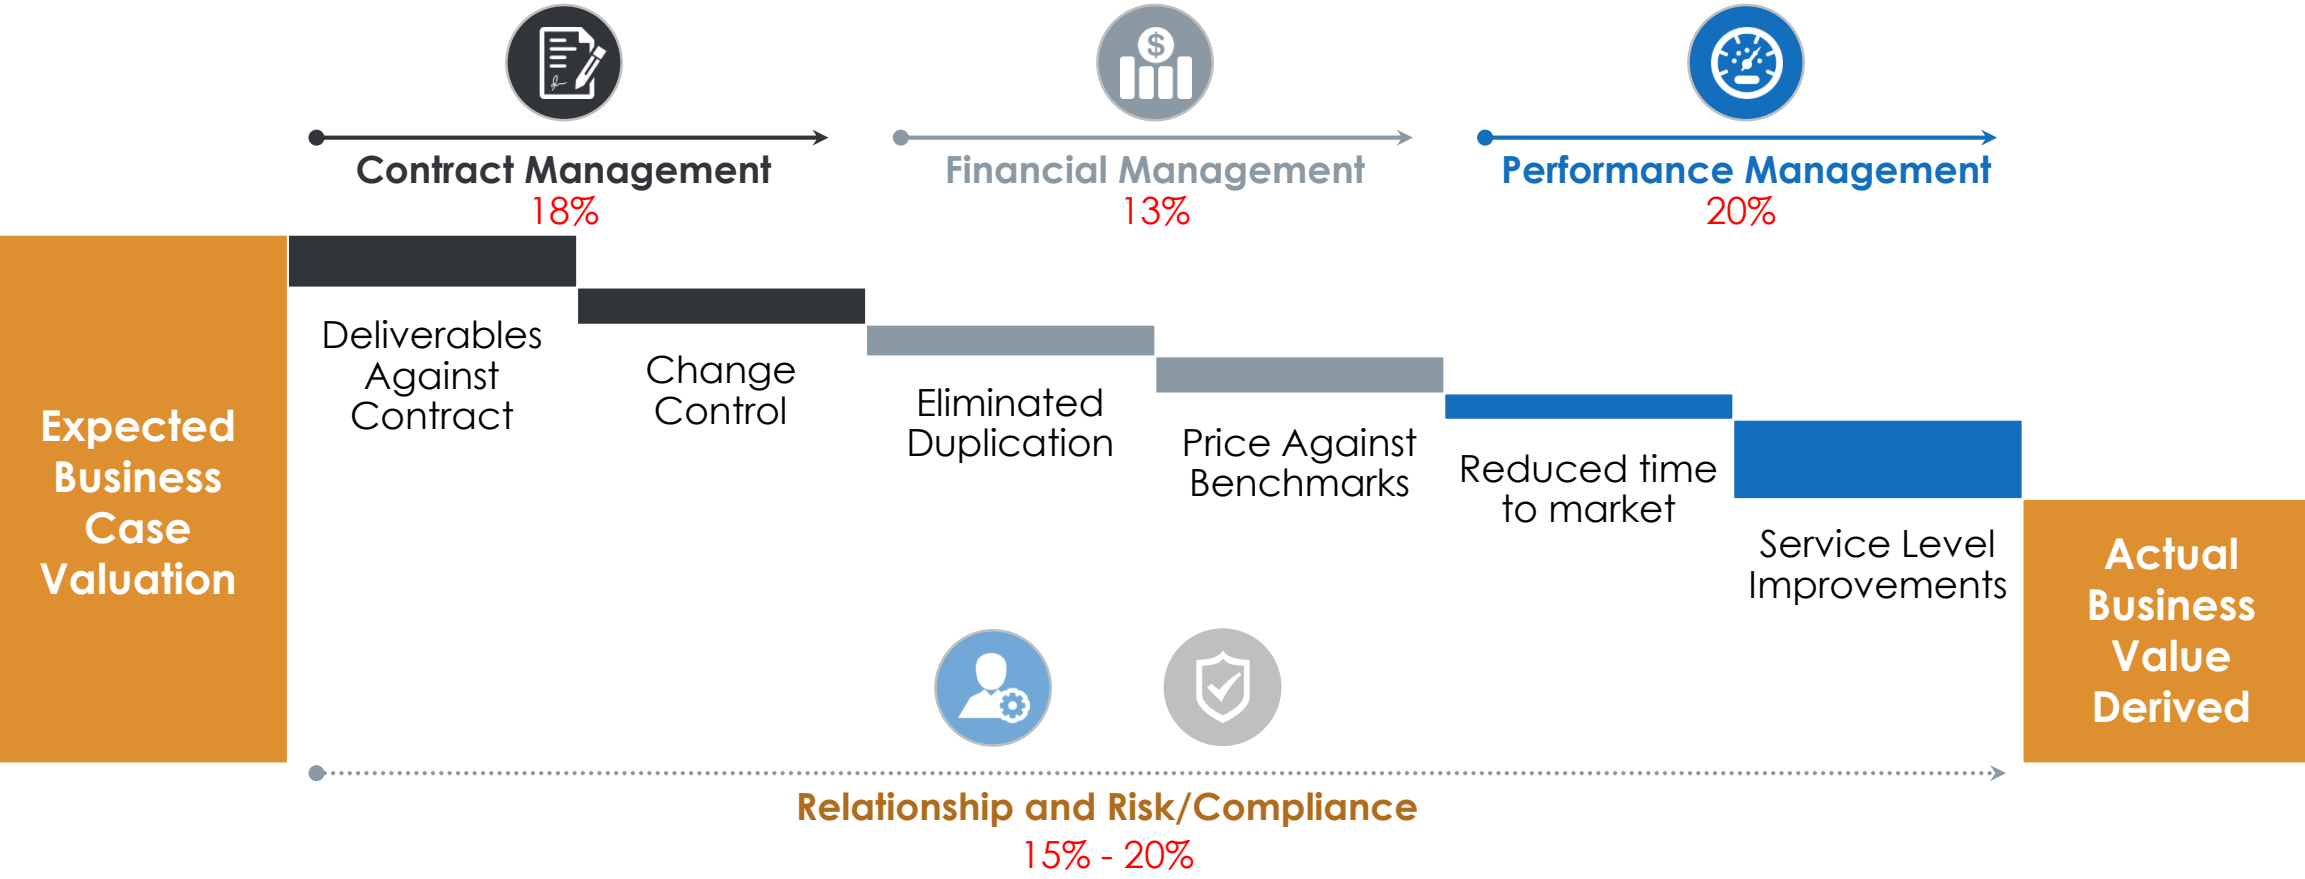 Contract Management
18%
Financial Management
13%
$
Performance Management
20%
Expected
Business
Case
Valuation
Deliverables
Against
Contract
Change
Control
Eliminated
Duplication
Price Against
Benchmarks
Reduced time
to market
Service Level
Improvements
Actual
Business
Value
Derived
Relationship and Risk/Compliance
15% - 20%